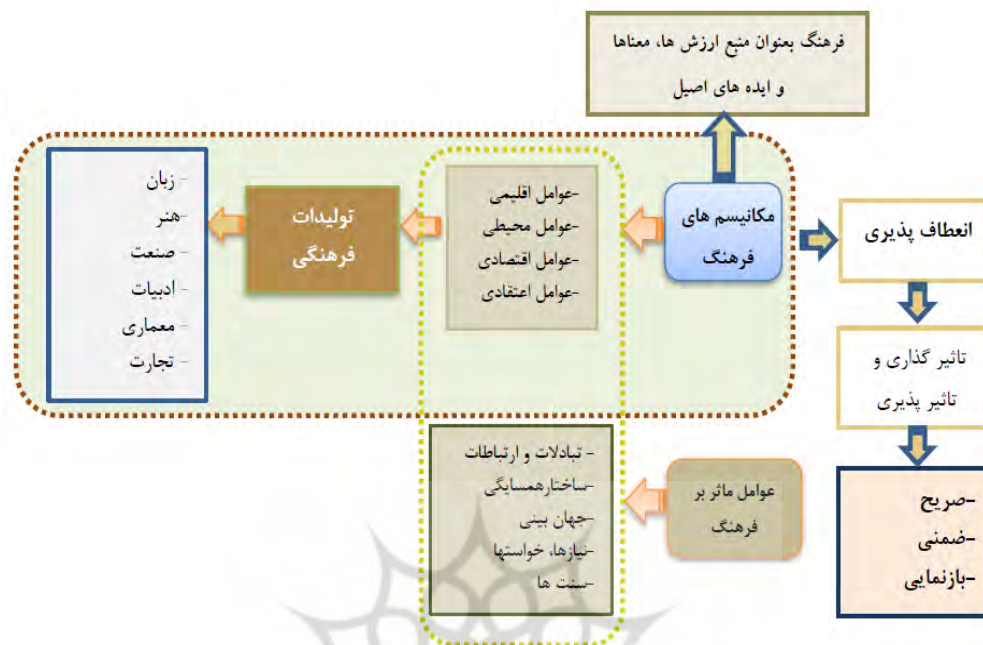 فرهنگ بعنوان منبع ارزش ها، معناها
و ایده های اصیل
مکانیسم های
فرهنگ
-عوامل اقلیمی
-عوامل محیطی
-عوامل اقتصادی
-عوامل اعتقادی
تولیدات
فرهنگی
- زبان
-هنر
- صنعت
- ادبیات
- معماری
- تجارت
انعطاف پذیری
تاثیر گذاری و
تاثیر پذیری
-صریح
-ضمنی
-بازنمایی
عوامل ماثر بر
فرهنگ
- تبادلات و ارتباطات
-ساختارهمسایگی
-جهان بینی
-نیازها، خواستها
-سنت ها